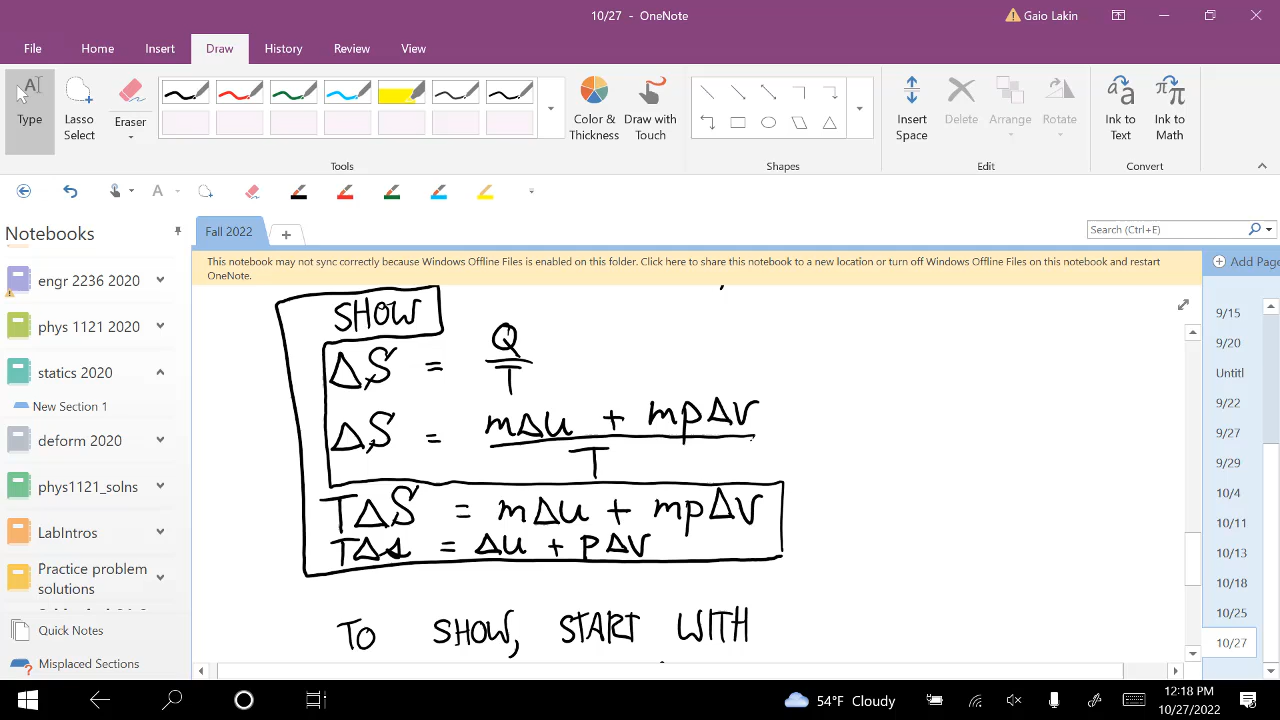 10/27 - OneNote
Gaio Lakin
File Home Insert Draw History Review View
Type
Lasso Select
Eraser
Color & Thickness
Draw with Touch
Insert Space
Delete
Arrange
Rotate
Ink to Text
Ink to Math
Tools
Shapes
Edit
Convert
Notebooks
Fall 2022
Search (Ctrl+E)
This notebook may not sync correctly because Windows Offline Files is enabled on this folder. Click here to share this notebook to a new location or turn off Windows Offline Files on this notebook and restart
OneNote.
Add Page
engr 2236 2020
phys 1121 2020
statics 2020
New Section 1
deform 2020
phys1121_solns
LabIntros
Practice problem
solutions
Quick Notes
Misplaced Sections
SHOW
ΔS = Q/T
ΔS = (mΔu + mpΔV)/T
TΔS = mΔu + mpΔV
TΔs = Δu + pΔV
TO SHOW, START WITH
9/15
9/20
Untitl
9/22
9/27
9/29
10/4
10/11
10/13
10/18
10/25
10/27
54°F Cloudy
12:18 PM
10/27/2022